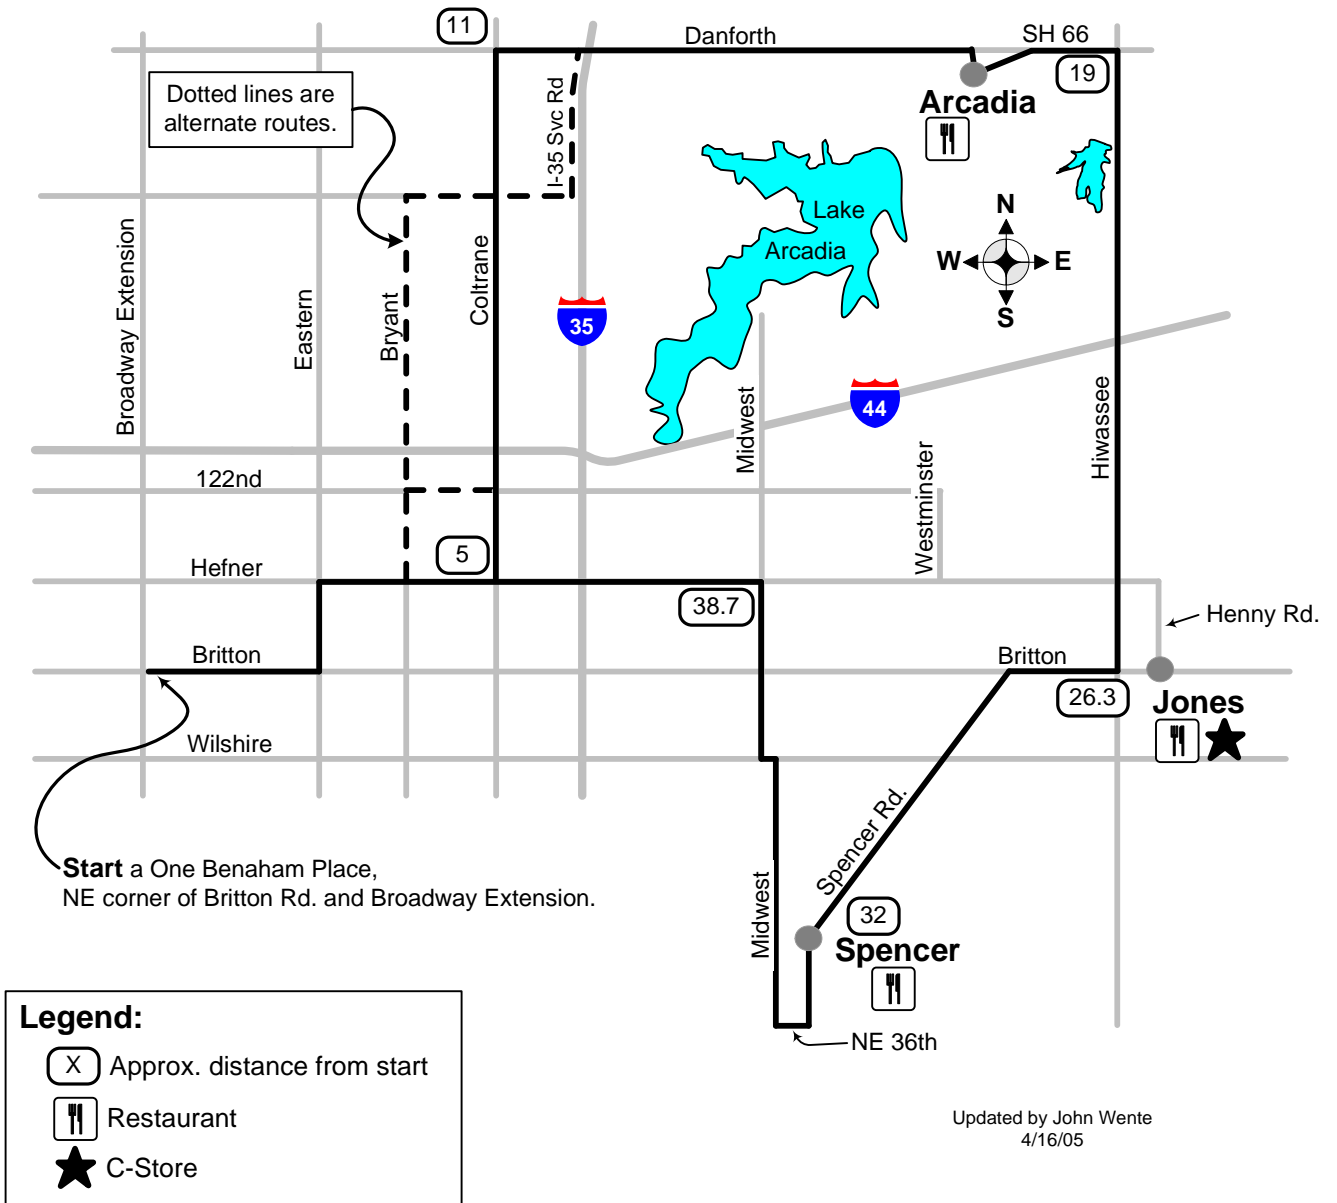 11
Danforth
SH 66
19
Dotted lines are
alternate routes.
Arcadia
I-35 Svc Rd
Lake
Arcadia
N
W
E
S
Broadway Extension
Eastern
Bryant
Coltrane
35
44
Midwest
Hiwassee
122nd
Westminster
5
Hefner
38.7
Henny Rd.
Britton
Britton
26.3
Jones
Wilshire
Spencer Rd.
Start a One Benaham Place,
NE corner of Britton Rd. and Broadway Extension.
Midwest
32
Spencer
NE 36th
Legend:
X Approx. distance from start
Restaurant
C-Store
Updated by John Wente
4/16/05